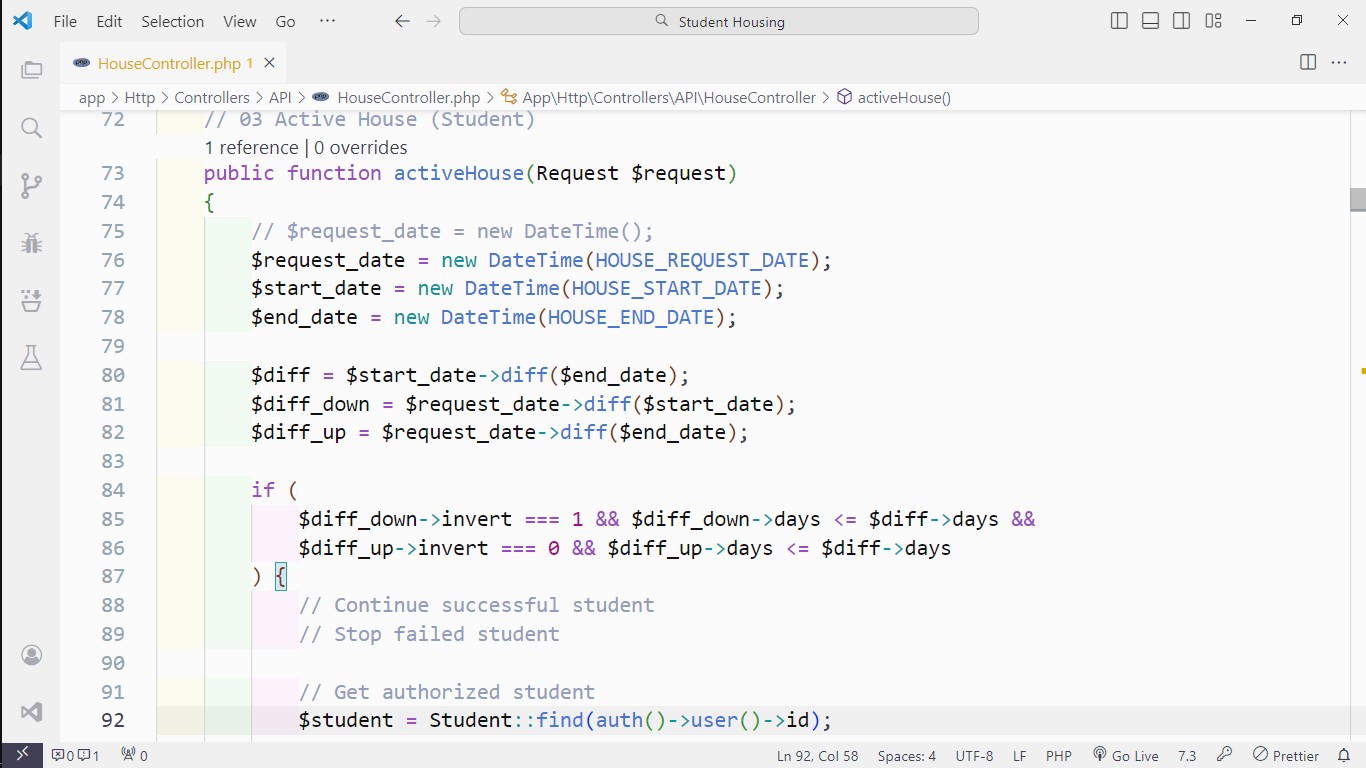 File Edit Selection View Go ··· Student Housing
HouseController.php 1
app > Http > Controllers > API > HouseController.php > App\Http\Controllers\API\HouseController > activeHouse()
72 // 03 Active House (Student)
1 reference | 0 overrides
73 public function activeHouse(Request $request)
74 {
75 // $request_date = new DateTime();
76 $request_date = new DateTime(HOUSE_REQUEST_DATE);
77 $start_date = new DateTime(HOUSE_START_DATE);
78 $end_date = new DateTime(HOUSE_END_DATE);
79
80 $diff = $start_date->diff($end_date);
81 $diff_down = $request_date->diff($start_date);
82 $diff_up = $request_date->diff($end_date);
83
84 if (
85 $diff_down->invert === 1 && $diff_down->days <= $diff->days &&
86 $diff_up->invert === 0 && $diff_up->days <= $diff->days
87 ) {
88 // Continue successful student
89 // Stop failed student
90
91 // Get authorized student
92 $student = Student::find(auth()->user()->id);
0 1 0 Ln 92, Col 58 Spaces: 4 UTF-8 LF PHP Go Live 7.3 Prettier